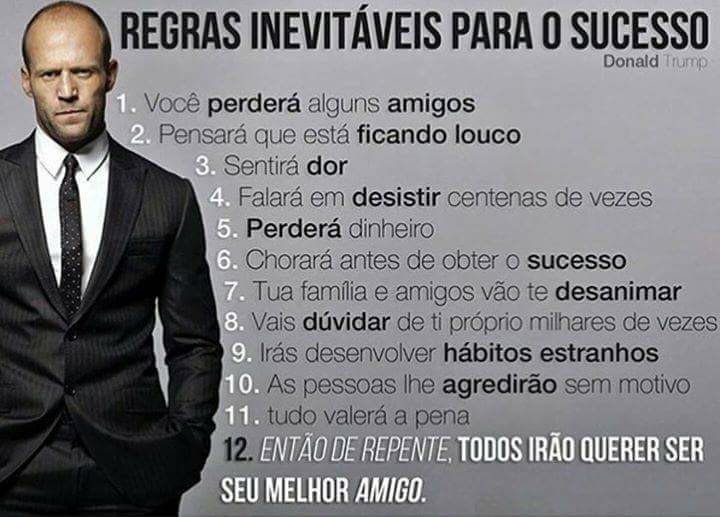 REGRAS INEVITÁVEIS PARA O SUCESSO
Donald Trump
1. Você perderá alguns amigos
2. Pensará que está ficando louco
3. Sentirá dor
4. Falará em desistir centenas de vezes
5. Perderá dinheiro
6. Chorará antes de obter o sucesso
7. Tua família e amigos vão te desanimar
8. Vais dúvidar de ti próprio milhares de vezes
9. Irás desenvolver hábitos estranhos
10. As pessoas lhe agredirão sem motivo
11. tudo valerá a pena
12. ENTÃO DE REPENTE, TODOS IRÃO QUERER SER
SEU MELHOR AMIGO.